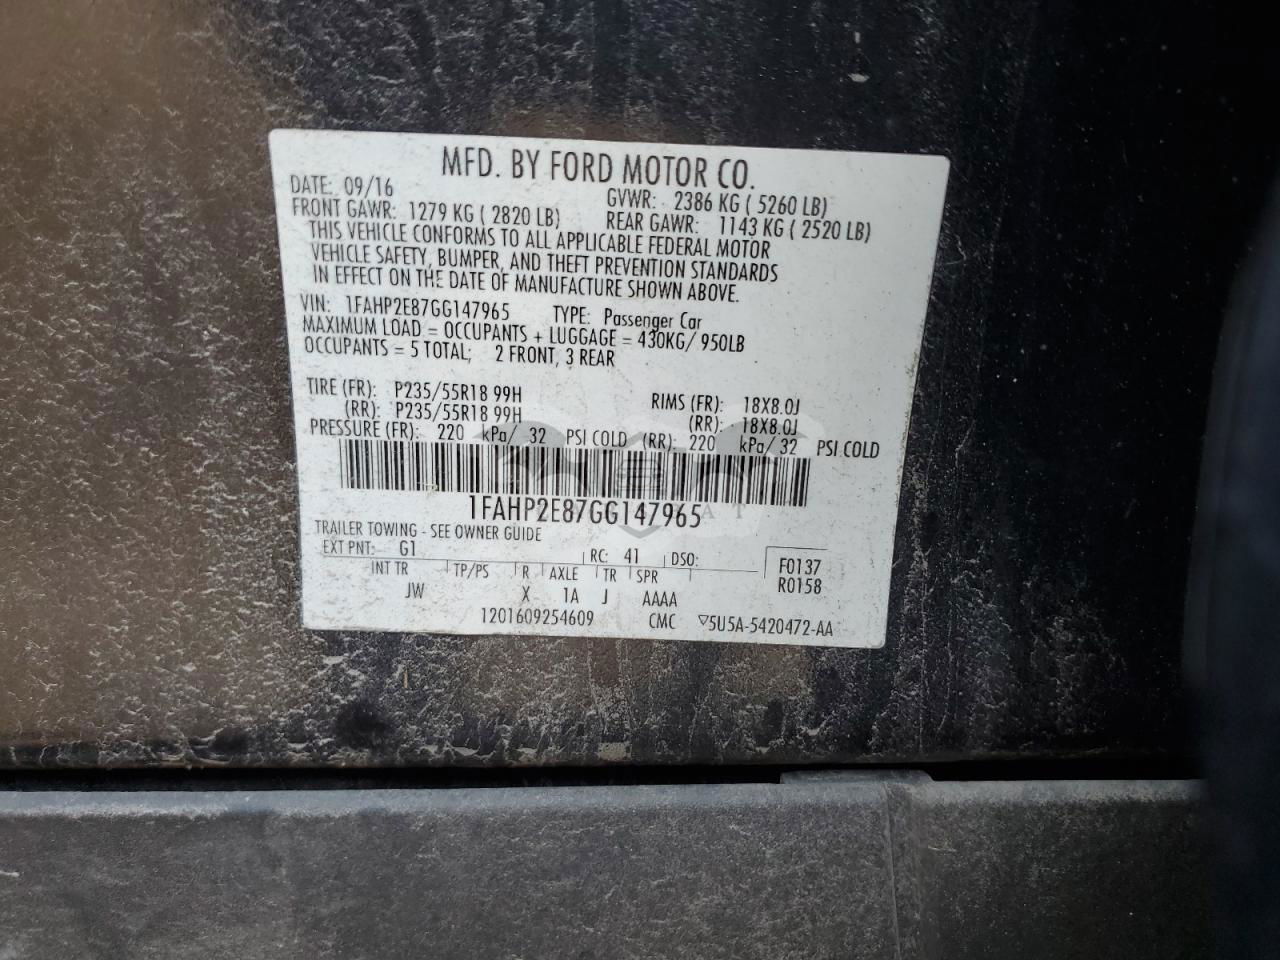 MFD. BY FORD MOTOR CO.
DATE: 09/16 GVWR: 2386 KG ( 5260 LB)
FRONT GAWR: 1279 KG ( 2820 LB) REAR GAWR: 1143 KG ( 2520 LB)
THIS VEHICLE CONFORMS TO ALL APPLICABLE FEDERAL MOTOR
VEHICLE SAFETY, BUMPER, AND THEFT PREVENTION STANDARDS
IN EFFECT ON THE DATE OF MANUFACTURE SHOWN ABOVE.
VIN: 1FAHP2E87GG147965 TYPE: Passenger Car
MAXIMUM LOAD = OCCUPANTS + LUGGAGE = 430KG/ 950LB
OCCUPANTS = 5 TOTAL; 2 FRONT, 3 REAR
TIRE (FR): P235/55R18 99H RIMS (FR): 18X8.0J
(RR): P235/55R18 99H (RR): 18X8.0J
PRESSURE (FR): 220 kPa/ 32 PSI COLD (RR): 220 kPa/ 32 PSI COLD
1FAHP2E87GG147965
TRAILER TOWING - SEE OWNER GUIDE
EXT PNT: G1 RC: 41 DSO: F0137
INT TR TP/PS R AXLE TR SPR R0158
JW X 1A J AAAA
1201609254609 CMC ▽5U5A-5420472-AA